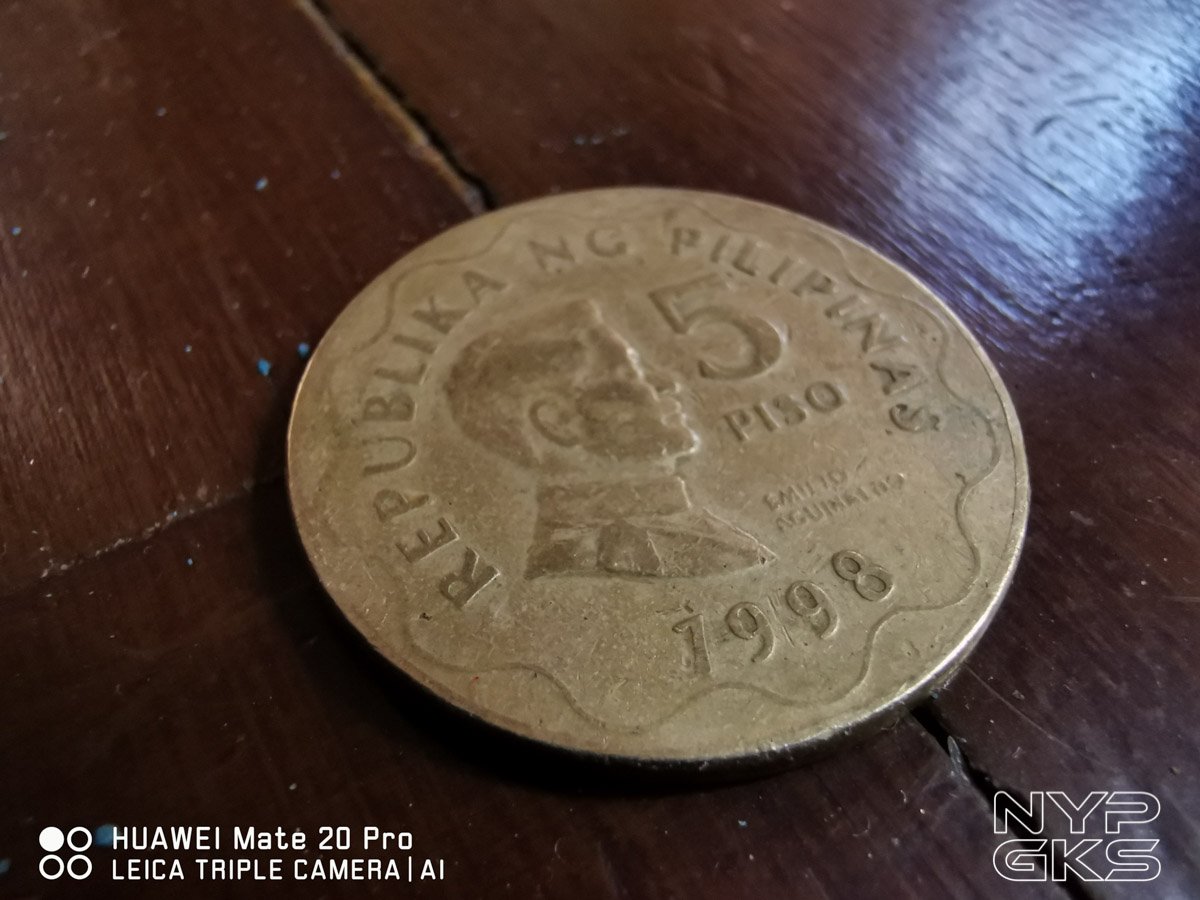 REPUBLIKA NG PILIPINAS
5
PISO
EMILIO
AGUINALDO
1998
HUAWEI Mate 20 Pro
LEICA TRIPLE CAMERA|AI
NYP
GKS